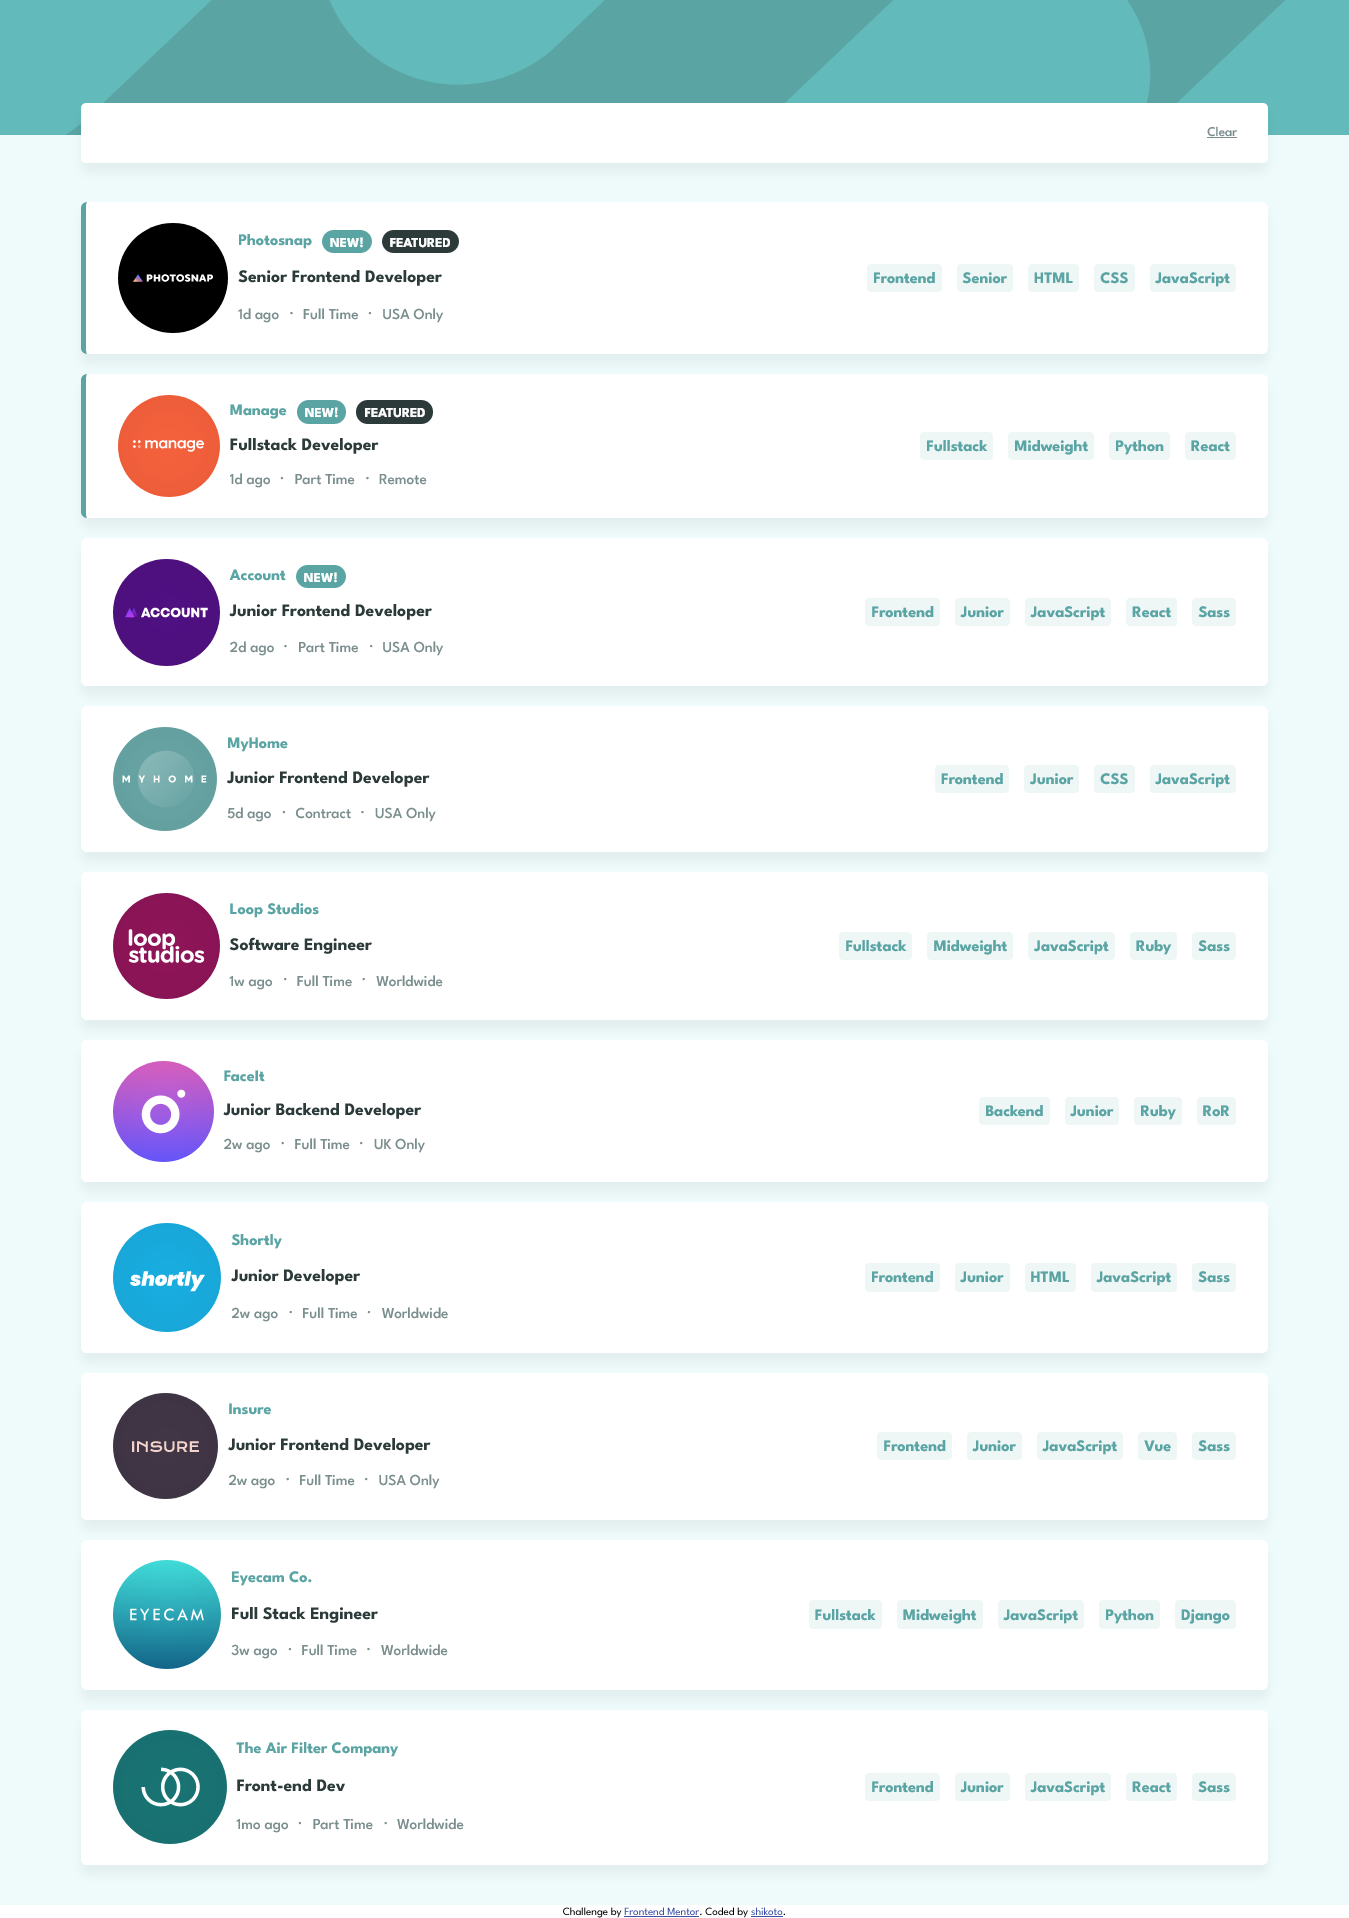 Clear
PHOTOSNAP
Photosnap NEW! FEATURED
Senior Frontend Developer
1d ago · Full Time · USA Only
Frontend Senior HTML CSS JavaScript
manage
Manage NEW! FEATURED
Fullstack Developer
1d ago · Part Time · Remote
Fullstack Midweight Python React
ACCOUNT
Account NEW!
Junior Frontend Developer
2d ago · Part Time · USA Only
Frontend Junior JavaScript React Sass
MYHOME
MyHome
Junior Frontend Developer
5d ago · Contract · USA Only
Frontend Junior CSS JavaScript
loop
studios
Loop Studios
Software Engineer
1w ago · Full Time · Worldwide
Fullstack Midweight JavaScript Ruby Sass
FaceIt
Junior Backend Developer
2w ago · Full Time · UK Only
Backend Junior Ruby RoR
shortly
Shortly
Junior Developer
2w ago · Full Time · Worldwide
Frontend Junior HTML JavaScript Sass
INSURE
Insure
Junior Frontend Developer
2w ago · Full Time · USA Only
Frontend Junior JavaScript Vue Sass
EYECAM
Eyecam Co.
Full Stack Engineer
3w ago · Full Time · Worldwide
Fullstack Midweight JavaScript Python Django
The Air Filter Company
Front-end Dev
1mo ago · Part Time · Worldwide
Frontend Junior JavaScript React Sass
Challenge by Frontend Mentor. Coded by shikoto.